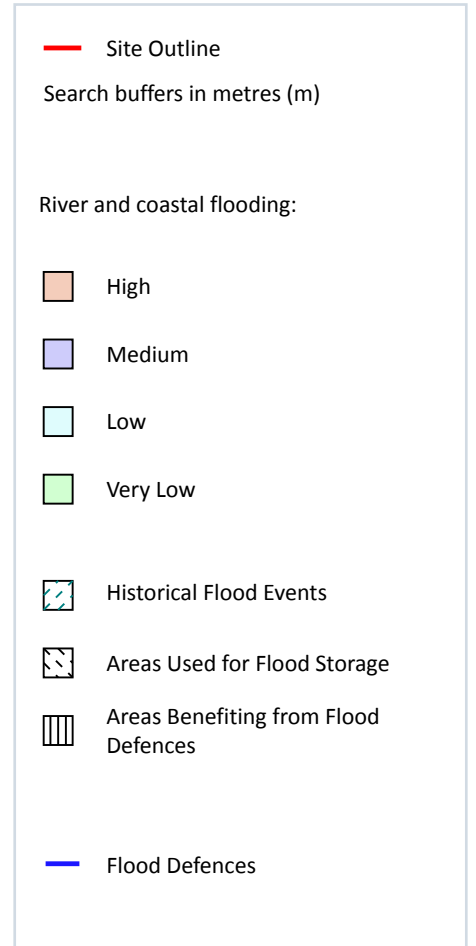 Site Outline
Search buffers in metres (m)
River and coastal flooding:
High
Medium
Low
Very Low
Historical Flood Events
Areas Used for Flood Storage
Areas Benefiting from Flood
Defences
Flood Defences